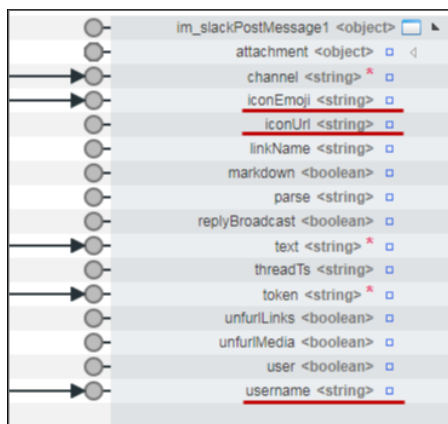 im_slackPostMessage1 <object>
attachment <object>
channel <string> *
iconEmoji <string>
iconUrl <string>
linkName <string>
markdown <boolean>
parse <string>
replyBroadcast <boolean>
text <string> *
threadTs <string>
token <string> *
unfurlLinks <boolean>
unfurlMedia <boolean>
user <boolean>
username <string>